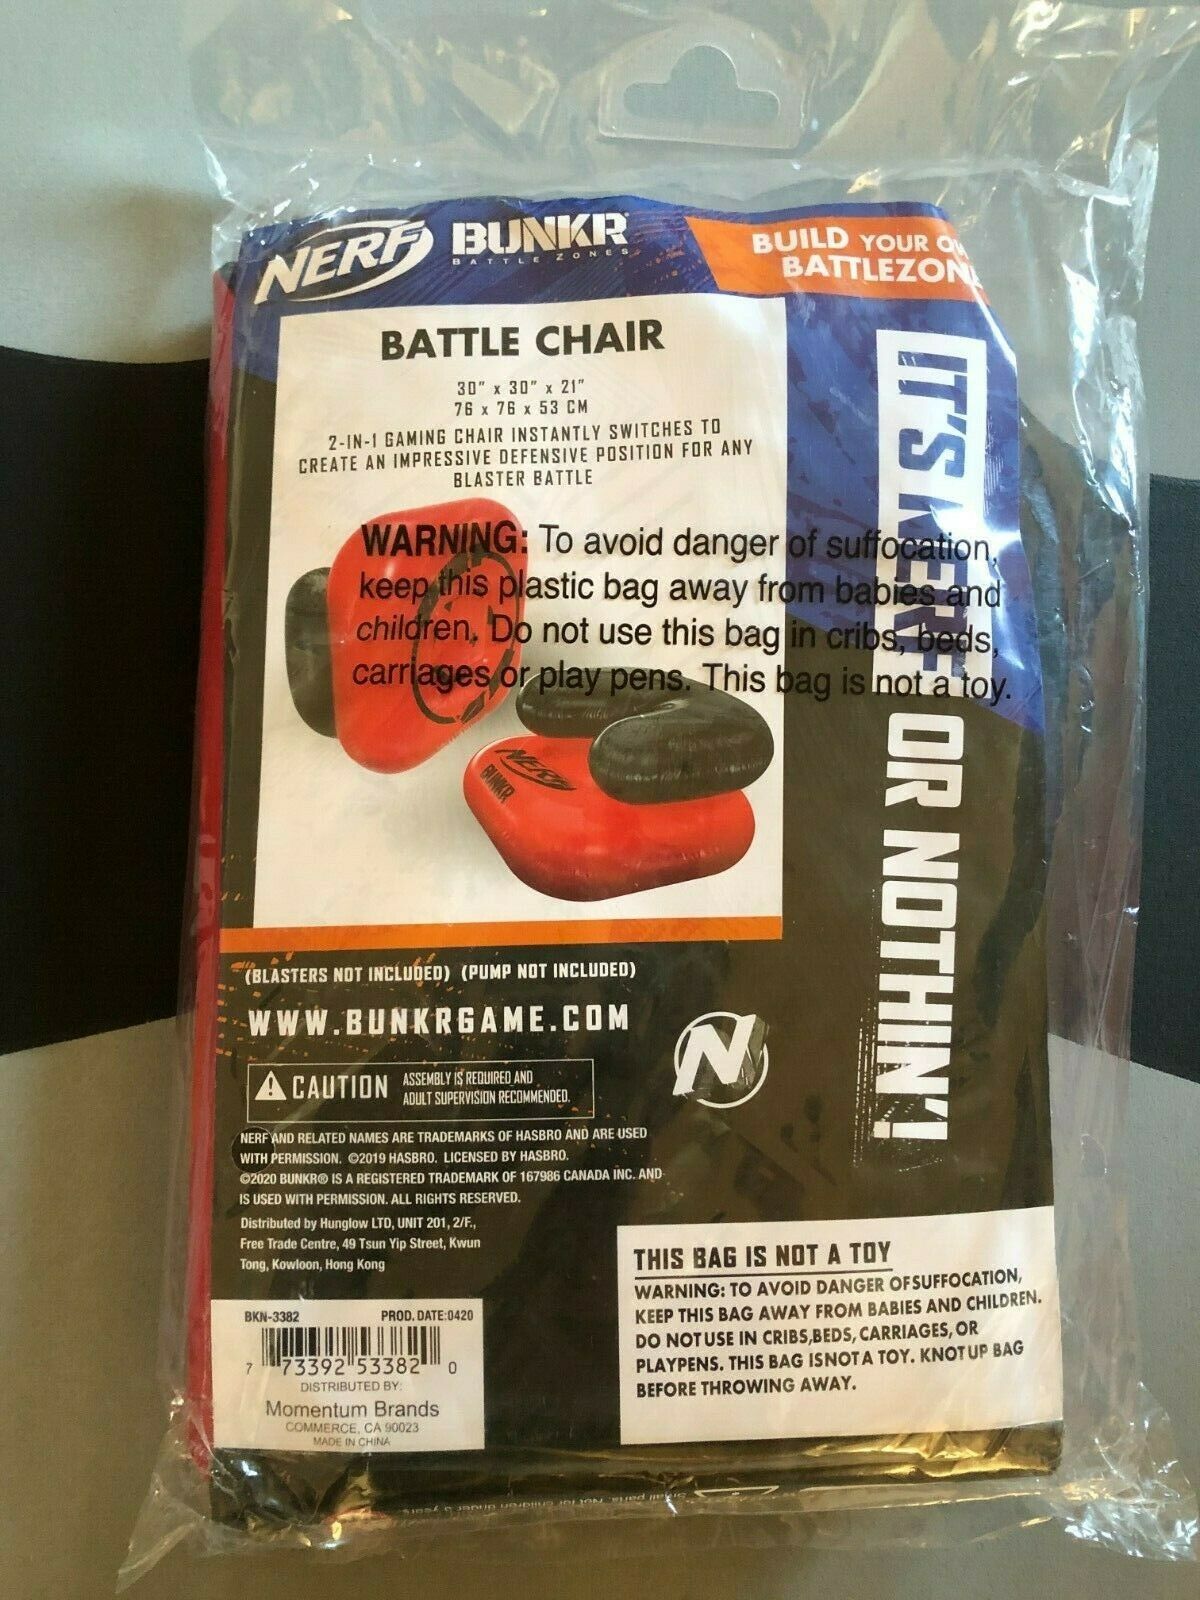 NERF BUNKR
BATTLE ZONES
BUILD YOUR
BATTLEZON
BATTLE CHAIR
30" x 30" x 21"
76 x 76 x 53 CM
2-IN-1 GAMING CHAIR INSTANTLY SWITCHES TO
CREATE AN IMPRESSIVE DEFENSIVE POSITION FOR ANY
BLASTER BATTLE
WARNING: To avoid danger of suffocation,
keep this plastic bag away from babies and
children. Do not use this bag in cribs, beds,
carriages or play pens. This bag is not a toy.
NERF
BUNKR
IT'S NERF OR NOTHIN'!
(BLASTERS NOT INCLUDED) (PUMP NOT INCLUDED)
WWW.BUNKRGAME.COM
N
CAUTION
ASSEMBLY IS REQUIRED AND
ADULT SUPERVISION RECOMMENDED.
NERF AND RELATED NAMES ARE TRADEMARKS OF HASBRO AND ARE USED
WITH PERMISSION. ©2019 HASBRO. LICENSED BY HASBRO.
©2020 BUNKR® IS A REGISTERED TRADEMARK OF 167986 CANADA INC. AND
IS USED WITH PERMISSION. ALL RIGHTS RESERVED.
Distributed by Hunglow LTD, UNIT 201, 2/F.,
Free Trade Centre, 49 Tsun Yip Street, Kwun
Tong, Kowloon, Hong Kong
BKN-3382 PROD. DATE:0420
7 73392 53382 0
DISTRIBUTED BY:
Momentum Brands
COMMERCE, CA 90023
MADE IN CHINA
THIS BAG IS NOT A TOY
WARNING: TO AVOID DANGER OF SUFFOCATION,
KEEP THIS BAG AWAY FROM BABIES AND CHILDREN.
DO NOT USE IN CRIBS, BEDS, CARRIAGES, OR
PLAYPENS. THIS BAG IS NOT A TOY. KNOT UP BAG
BEFORE THROWING AWAY.
Small parts. Not for children under 3 years